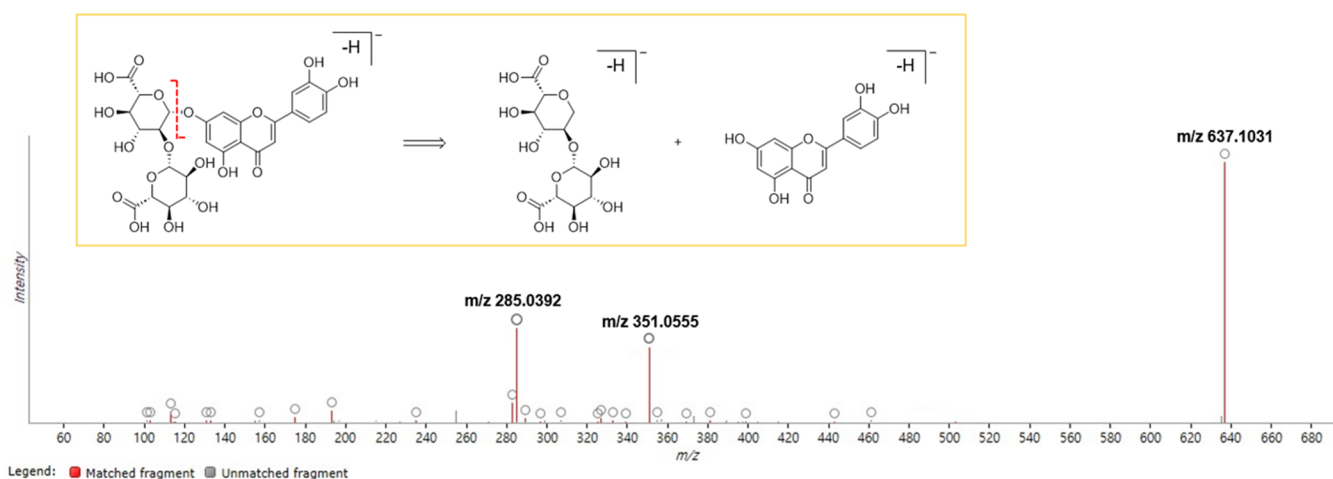 -H
-
-H
-
-H
-
OH
OH
O
HO
O
HO
O
O
HO
O
OH
O
OH
O
OH
O
OH
OH
OH
O
HO
O
HO
HO
O
OH
O
OH
O
OH
OH
OH
+
OH
OH
HO
O
OH
O
m/z 637.1031
m/z 285.0392
m/z 351.0555
Intensity
60 80 100 120 140 160 180 200 220 240 260 280 300 320 340 360 380 400 420 440 460 480 500 520 540 560 580 600 620 640 660 680
m/z
Legend: Matched fragment Unmatched fragment